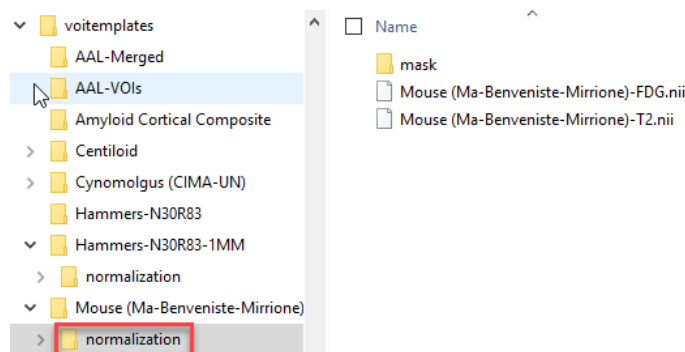 voitemplates
AAL-Merged
AAL-VOIs
Amyloid Cortical Composite
Centiloid
Cynomolgus (CIMA-UN)
Hammers-N30R83
Hammers-N30R83-1MM
normalization
Mouse (Ma-Benveniste-Mirrione)
normalization
Name
mask
Mouse (Ma-Benveniste-Mirrione)-FDG.nii
Mouse (Ma-Benveniste-Mirrione)-T2.nii